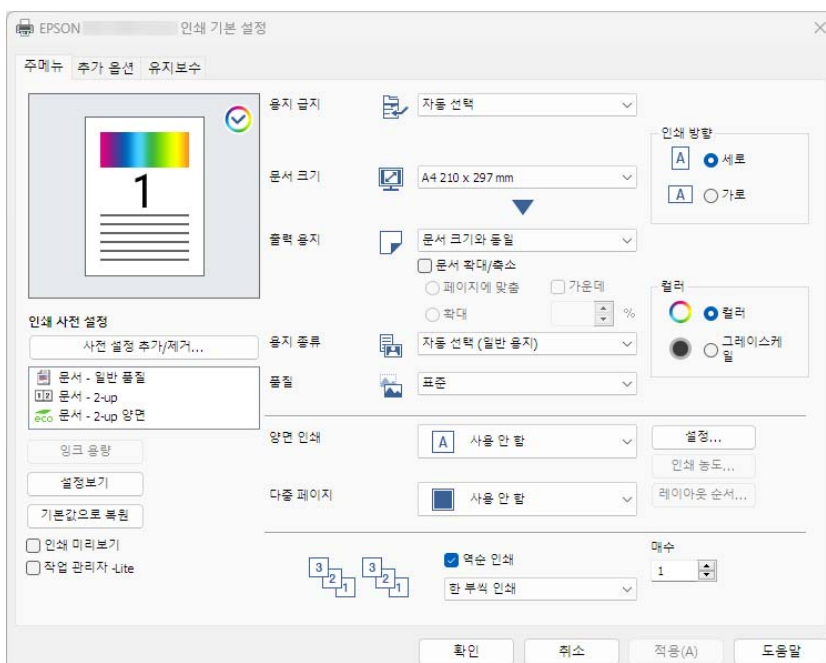 EPSON 인쇄 기본 설정
주메뉴 추가 옵션 유지보수
1
용지 급지 자동 선택
인쇄 방향
A 세로
문서 크기 A4 210 x 297 mm
A 가로
출력 용지 문서 크기와 동일
문서 확대/축소
페이지에 맞춤 가운데
확대 %
컬러
컬러
그레이스케
일
인쇄 사전 설정
사전 설정 추가/제거...
문서 - 일반 품질
1 2 문서 - 2-up
eco 문서 - 2-up 양면
용지 종류 자동 선택 (일반 용지)
품질 표준
잉크 용량
설정보기
기본값으로 복원
인쇄 미리보기
작업 관리자 -Lite
양면 인쇄 A 사용 안 함 설정...
인쇄 농도...
다중 페이지 사용 안 함 레이아웃 순서...
3 2 1 3 2 1
역순 인쇄
한 부씩 인쇄
매수
1
확인 취소 적용(A) 도움말